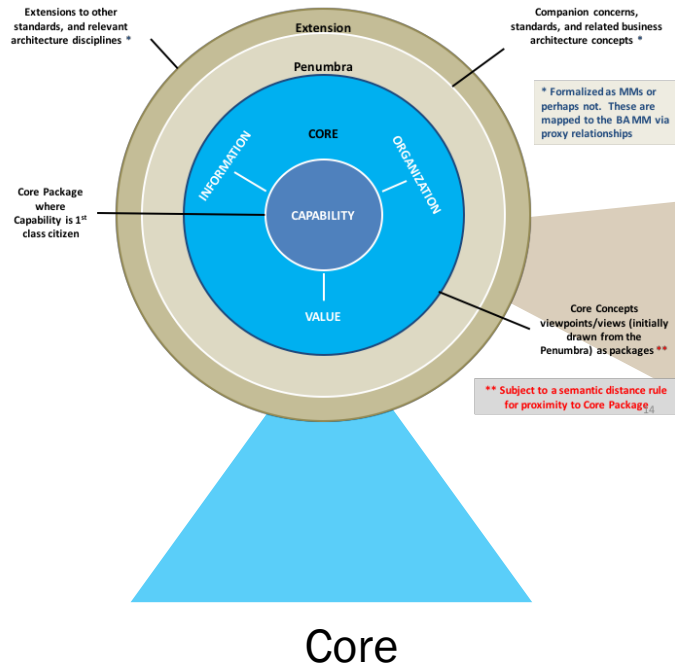 Extensions to other
standards, and relevant
architecture disciplines *
Companion concerns,
standards, and related business
architecture concepts *
Extension
Penumbra
* Formalized as MMs or
perhaps not. These are
mapped to the BAMM via
proxy relationships
CORE
INFORMATION
ORGANIZATION
CAPABILITY
VALUE
Core Package
where
Capability is 1st
class citizen
Core Concepts
viewpoints/views (initially
drawn from the
Penumbra) as packages **
** Subject to a semantic distance rule
for proximity to Core Package
14
Core